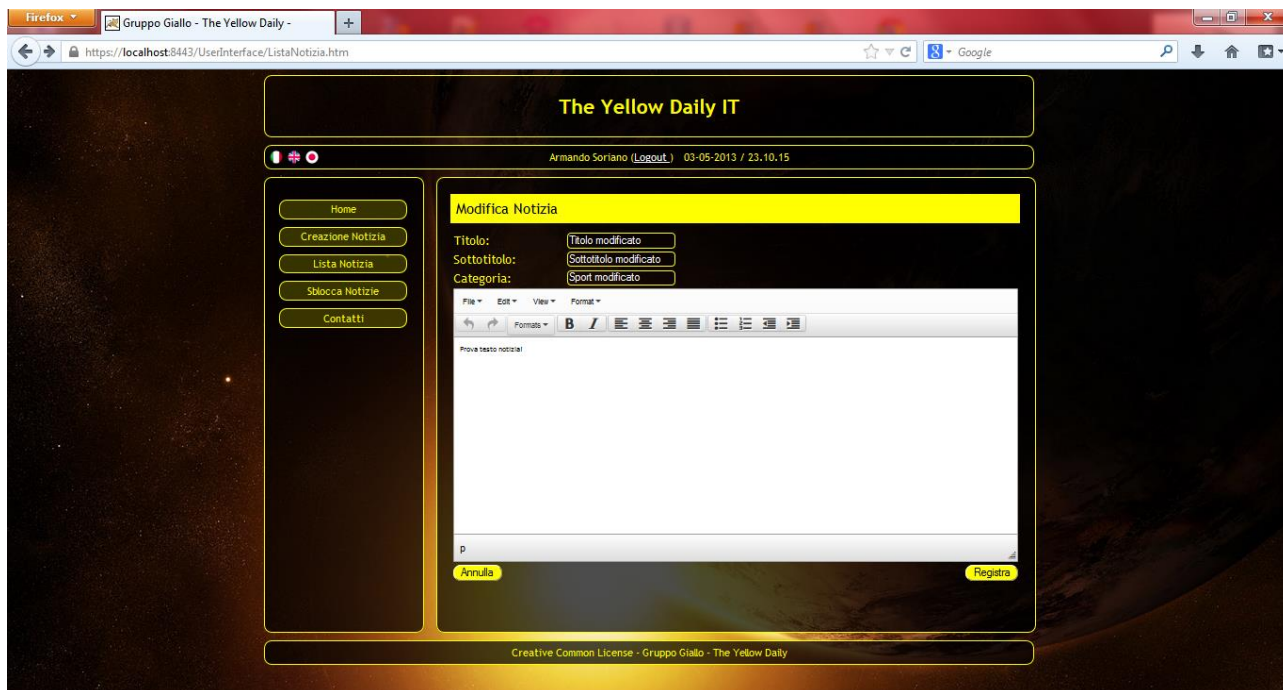 Firefox
Gruppo Giallo - The Yellow Daily -
https://localhost:8443/UserInterface/ListaNotizia.htm
Google
The Yellow Daily IT
Armando Soriano (Logout ) 03-05-2013 / 23.10.15
Home
Creazione Notizia
Lista Notizia
Sblocca Notizie
Contatti
Modifica Notizia
Titolo: Titolo modificato
Sottotitolo: Sottotitolo modificato
Categoria: Sport modificato
File Edit View Format
Formats B I
Prova testo notizia!
p
Annulla Registra
Creative Common License - Gruppo Giallo - The Yellow Daily